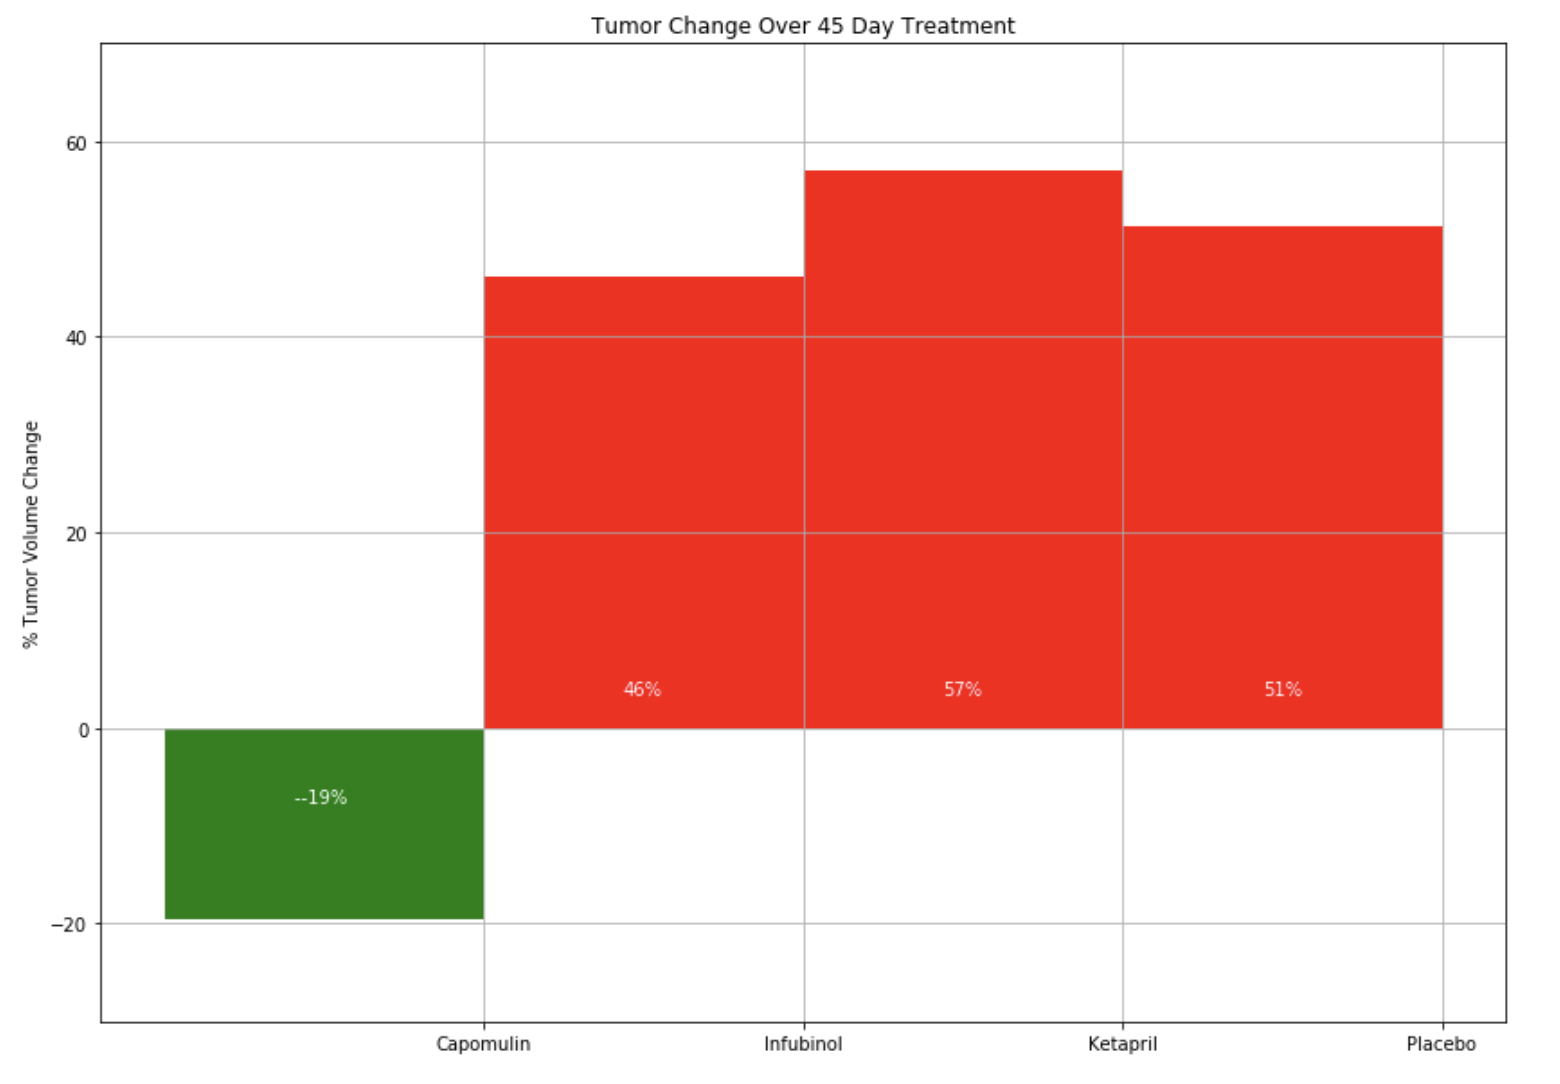 Tumor Change Over 45 Day Treatment
% Tumor Volume Change
60
40
20
0
−20
46%
57%
51%
--19%
Capomulin
Infubinol
Ketapril
Placebo